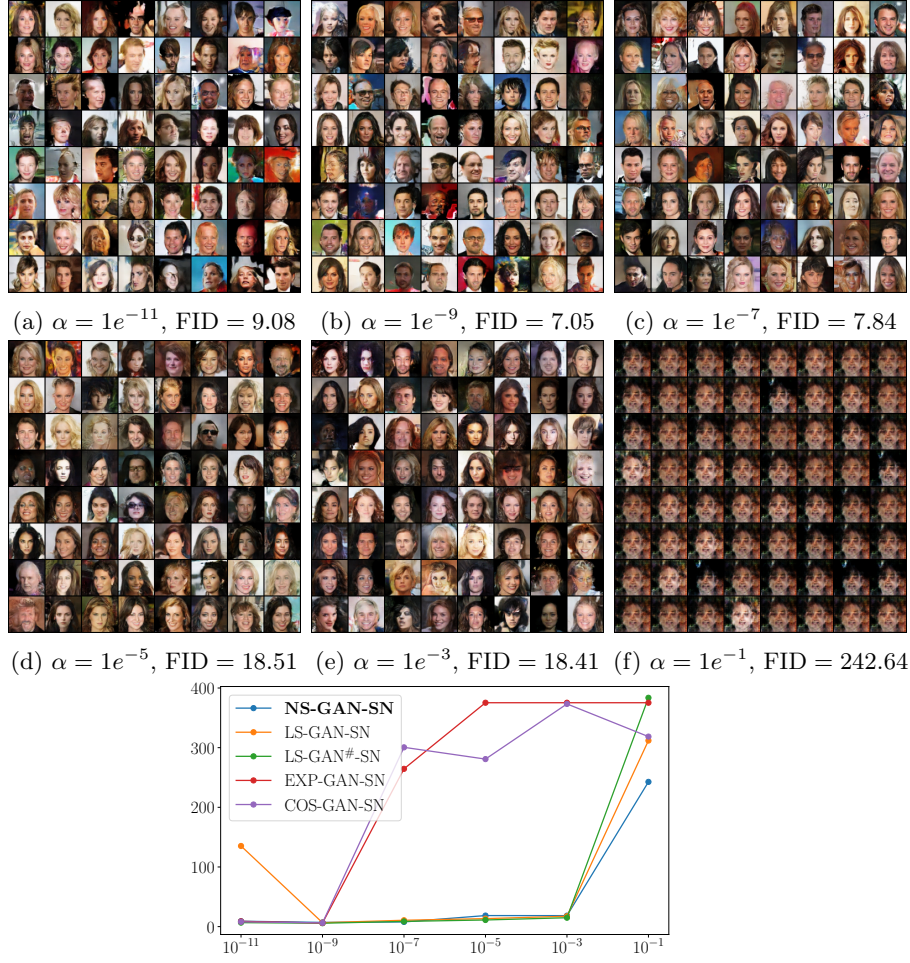 (a) α = 1e⁻¹¹, FID = 9.08 (b) α = 1e⁻⁹, FID = 7.05 (c) α = 1e⁻⁷, FID = 7.84
(d) α = 1e⁻⁵, FID = 18.51 (e) α = 1e⁻³, FID = 18.41 (f) α = 1e⁻¹, FID = 242.64
400
300
200
100
0
NS-GAN-SN
LS-GAN-SN
LS-GAN#-SN
EXP-GAN-SN
COS-GAN-SN
10⁻¹¹ 10⁻⁹ 10⁻⁷ 10⁻⁵ 10⁻³ 10⁻¹